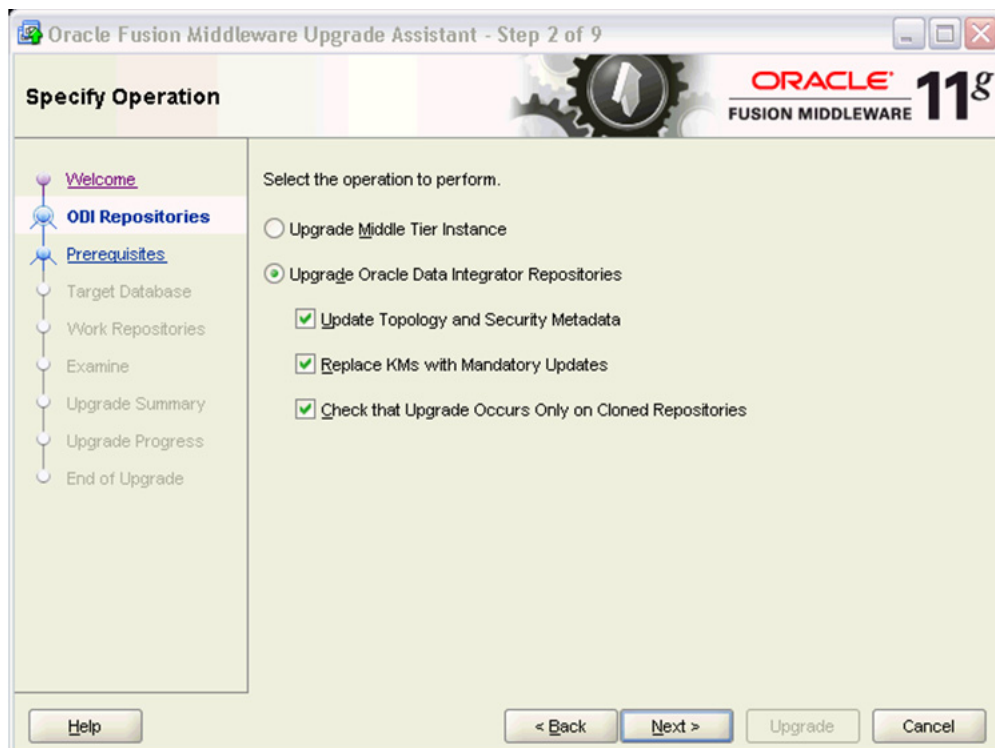 Oracle Fusion Middleware Upgrade Assistant - Step 2 of 9
Specify Operation
ORACLE
FUSION MIDDLEWARE
11g
Welcome
ODI Repositories
Prerequisites
Target Database
Work Repositories
Examine
Upgrade Summary
Upgrade Progress
End of Upgrade
Select the operation to perform.
Upgrade Middle Tier Instance
Upgrade Oracle Data Integrator Repositories
Update Topology and Security Metadata
Replace KMs with Mandatory Updates
Check that Upgrade Occurs Only on Cloned Repositories
Help
< Back
Next >
Upgrade
Cancel